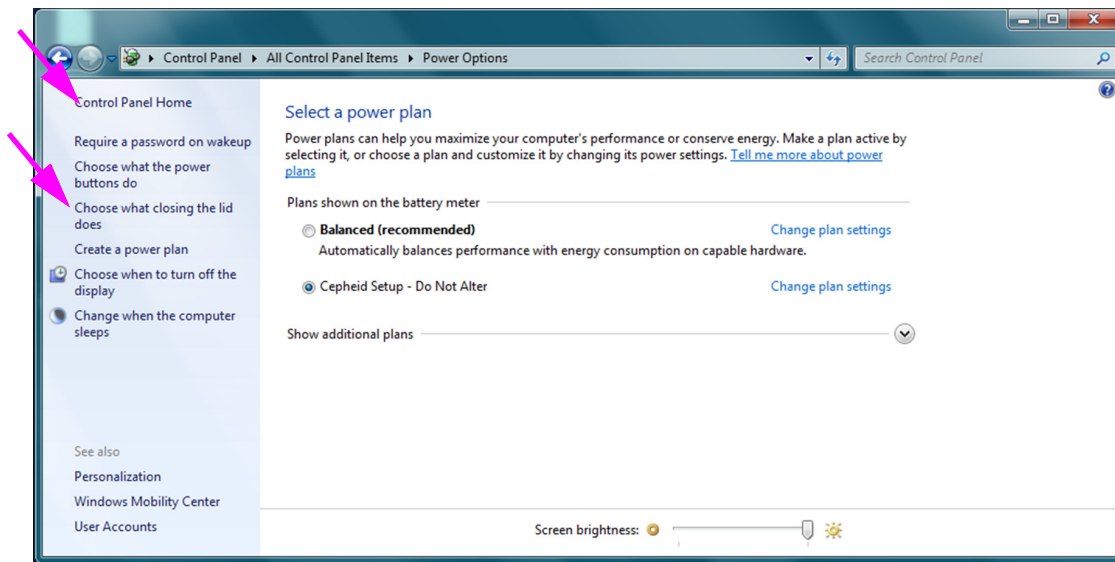 Control Panel ▸ All Control Panel Items ▸ Power Options
Search Control Panel
Control Panel Home
Require a password on wakeup
Choose what the power
buttons do
Choose what closing the lid
does
Create a power plan
Choose when to turn off the
display
Change when the computer
sleeps
See also
Personalization
Windows Mobility Center
User Accounts
Select a power plan
Power plans can help you maximize your computer's performance or conserve energy. Make a plan active by
selecting it, or choose a plan and customize it by changing its power settings. Tell me more about power
plans
Plans shown on the battery meter
Balanced (recommended) Change plan settings
Automatically balances performance with energy consumption on capable hardware.
Cepheid Setup - Do Not Alter Change plan settings
Show additional plans
Screen brightness: